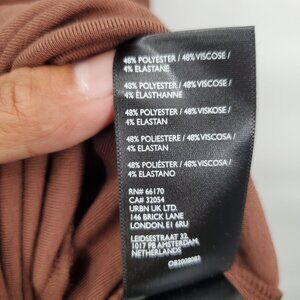 48% POLYESTER / 48% VISCOSE /
4% ELASTANE
48% POLYESTER / 48% VISCOSE /
4% ÉLASTHANNE
48% POLYESTER / 48% VISKOSE /
4% ELASTAN
48% POLIESTERE / 48% VISCOSA /
4% ELASTAN
48% POLIÉSTER / 48% VISCOSA /
4% ELASTANO
RN# 66170
CA# 32054
URBN UK LTD.
146 BRICK LANE
LONDON, E1 6RU
LEIDSESTRAAT 32,
1017 PB AMSTERDAM,
NETHERLANDS